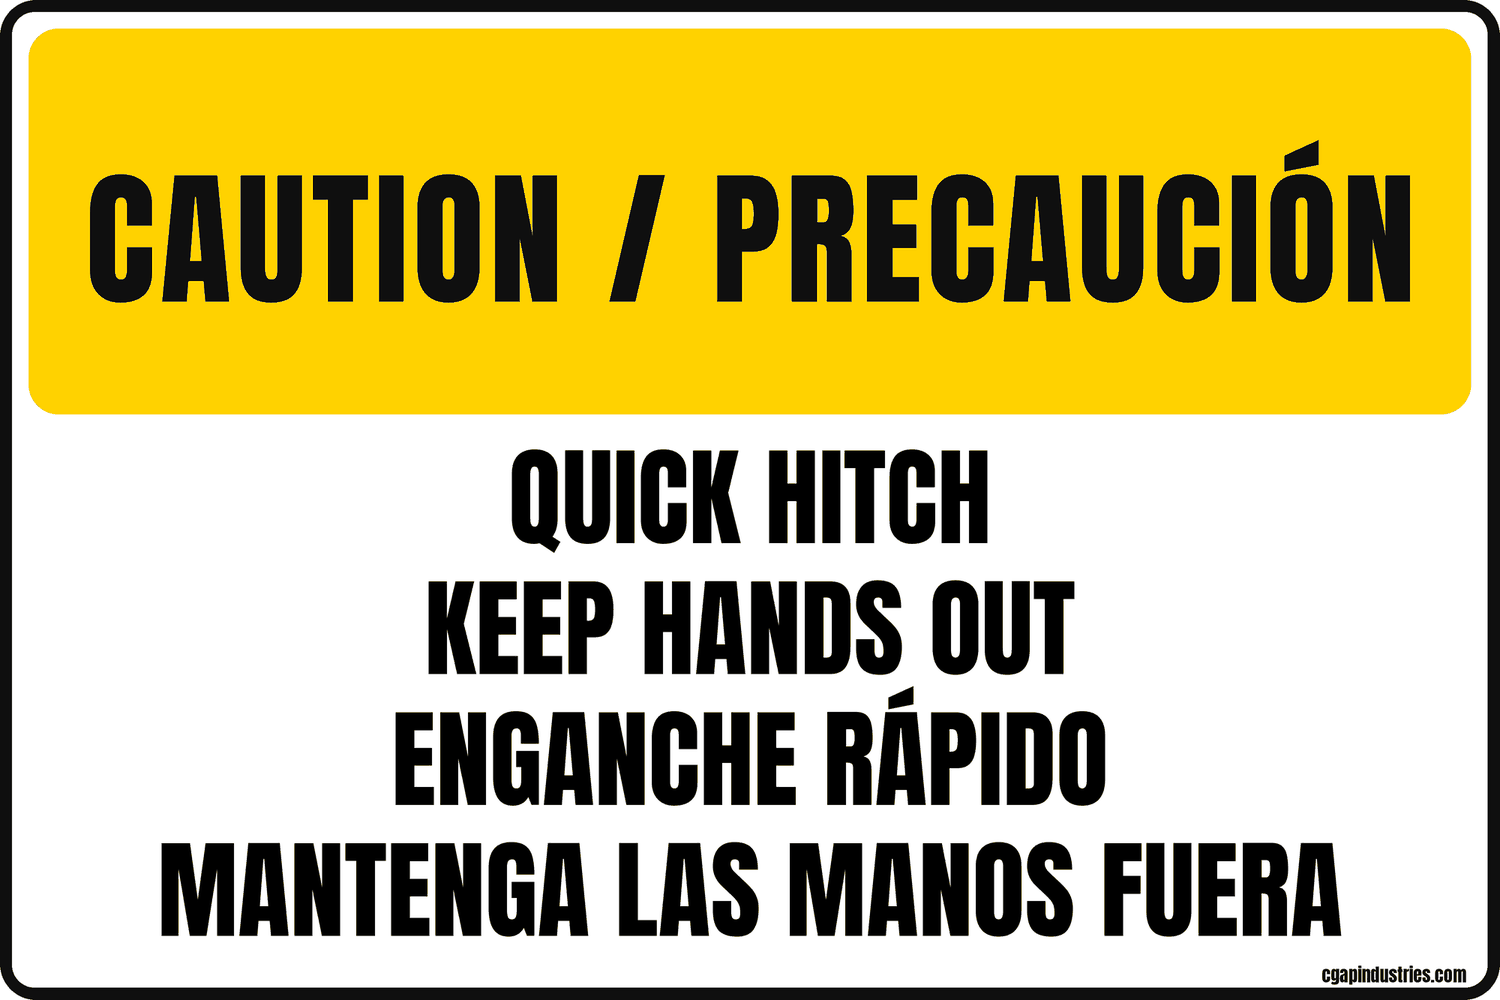 CAUTION / PRECAUCIÓN
QUICK HITCH
KEEP HANDS OUT
ENGANCHE RÁPIDO
MANTENGA LAS MANOS FUERA
cgapindustries.com